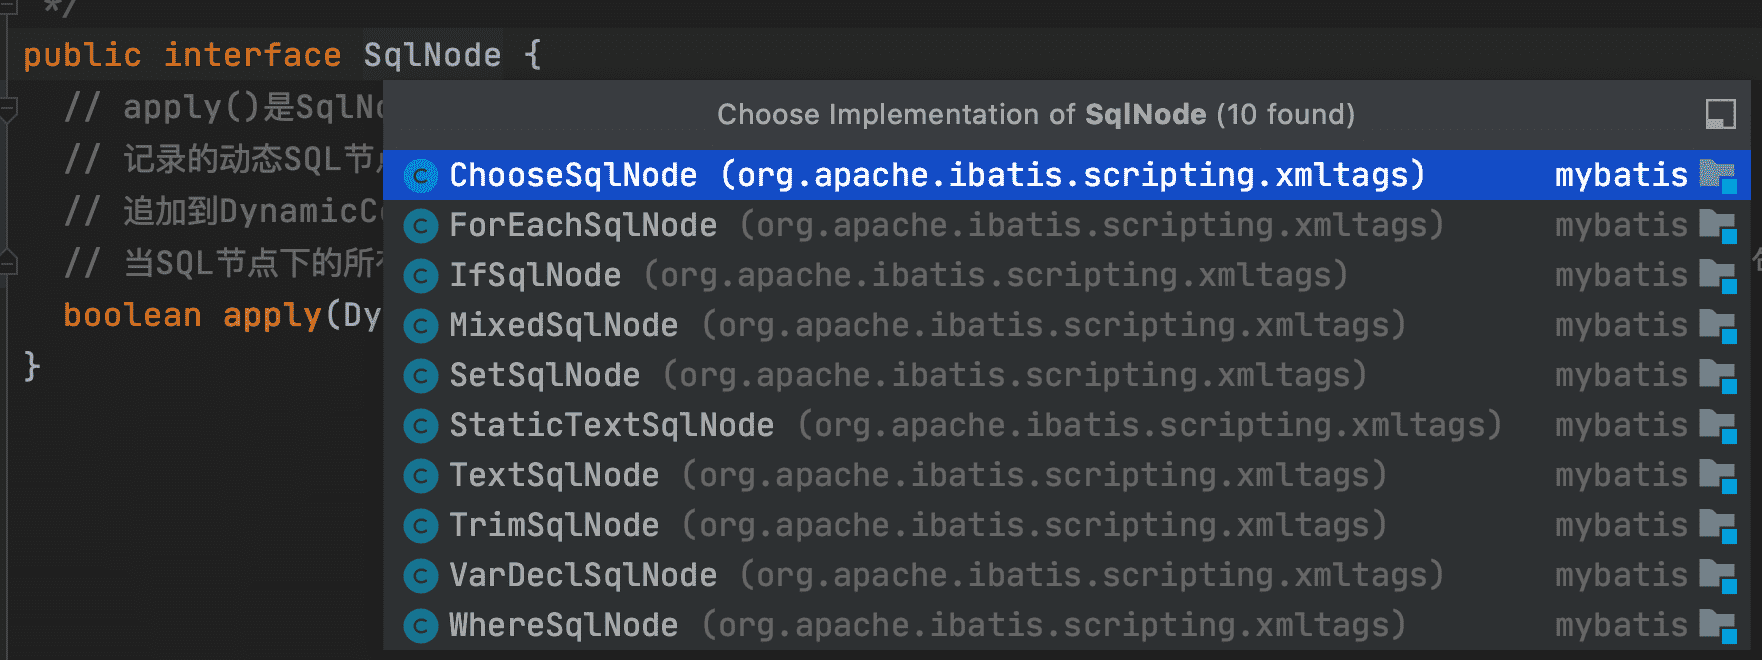 */
public interface SqlNode {
// apply()是SqlNo
Choose Implementation of SqlNode (10 found)
// 记录的动态SQL节
ChooseSqlNode (org.apache.ibatis.scripting.xmltags) mybatis
// 追加到DynamicCo
ForEachSqlNode (org.apache.ibatis.scripting.xmltags) mybatis
// 当SQL节点下的所
IfSqlNode (org.apache.ibatis.scripting.xmltags) mybatis
boolean apply(Dy
MixedSqlNode (org.apache.ibatis.scripting.xmltags) mybatis
}
SetSqlNode (org.apache.ibatis.scripting.xmltags) mybatis
StaticTextSqlNode (org.apache.ibatis.scripting.xmltags) mybatis
TextSqlNode (org.apache.ibatis.scripting.xmltags) mybatis
TrimSqlNode (org.apache.ibatis.scripting.xmltags) mybatis
VarDeclSqlNode (org.apache.ibatis.scripting.xmltags) mybatis
WhereSqlNode (org.apache.ibatis.scripting.xmltags) mybatis